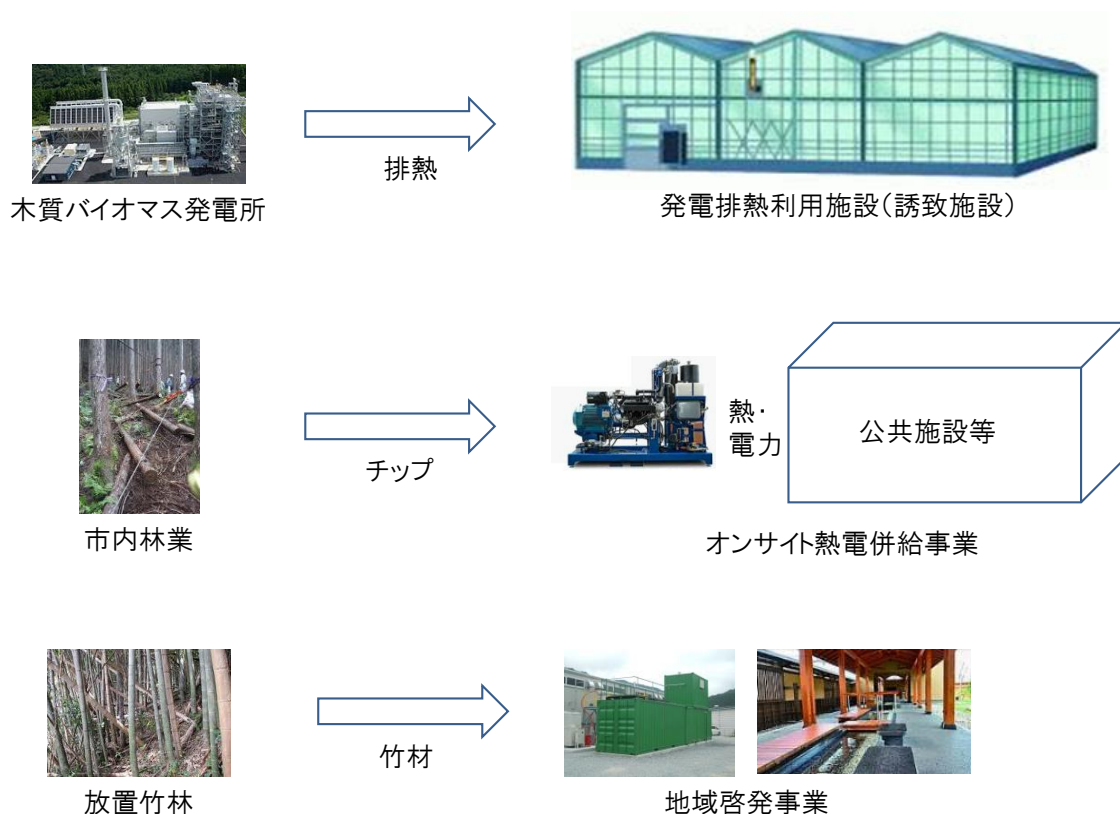 排熱
木質バイオマス発電所
発電排熱利用施設(誘致施設)
熱・
電力
公共施設等
チップ
市内林業
オンサイト熱電併給事業
竹材
放置竹林
地域啓発事業